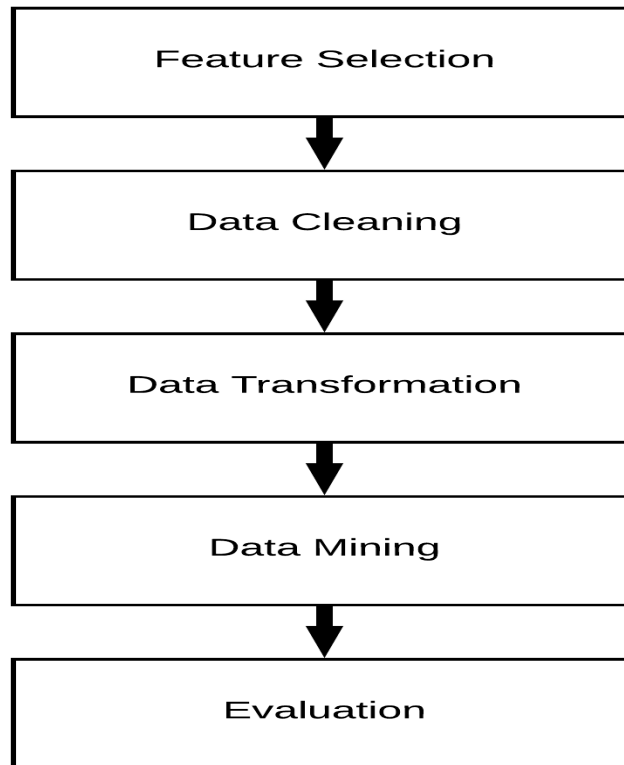 Feature Selection
Data Cleaning
Data Transformation
Data Mining
Evaluation